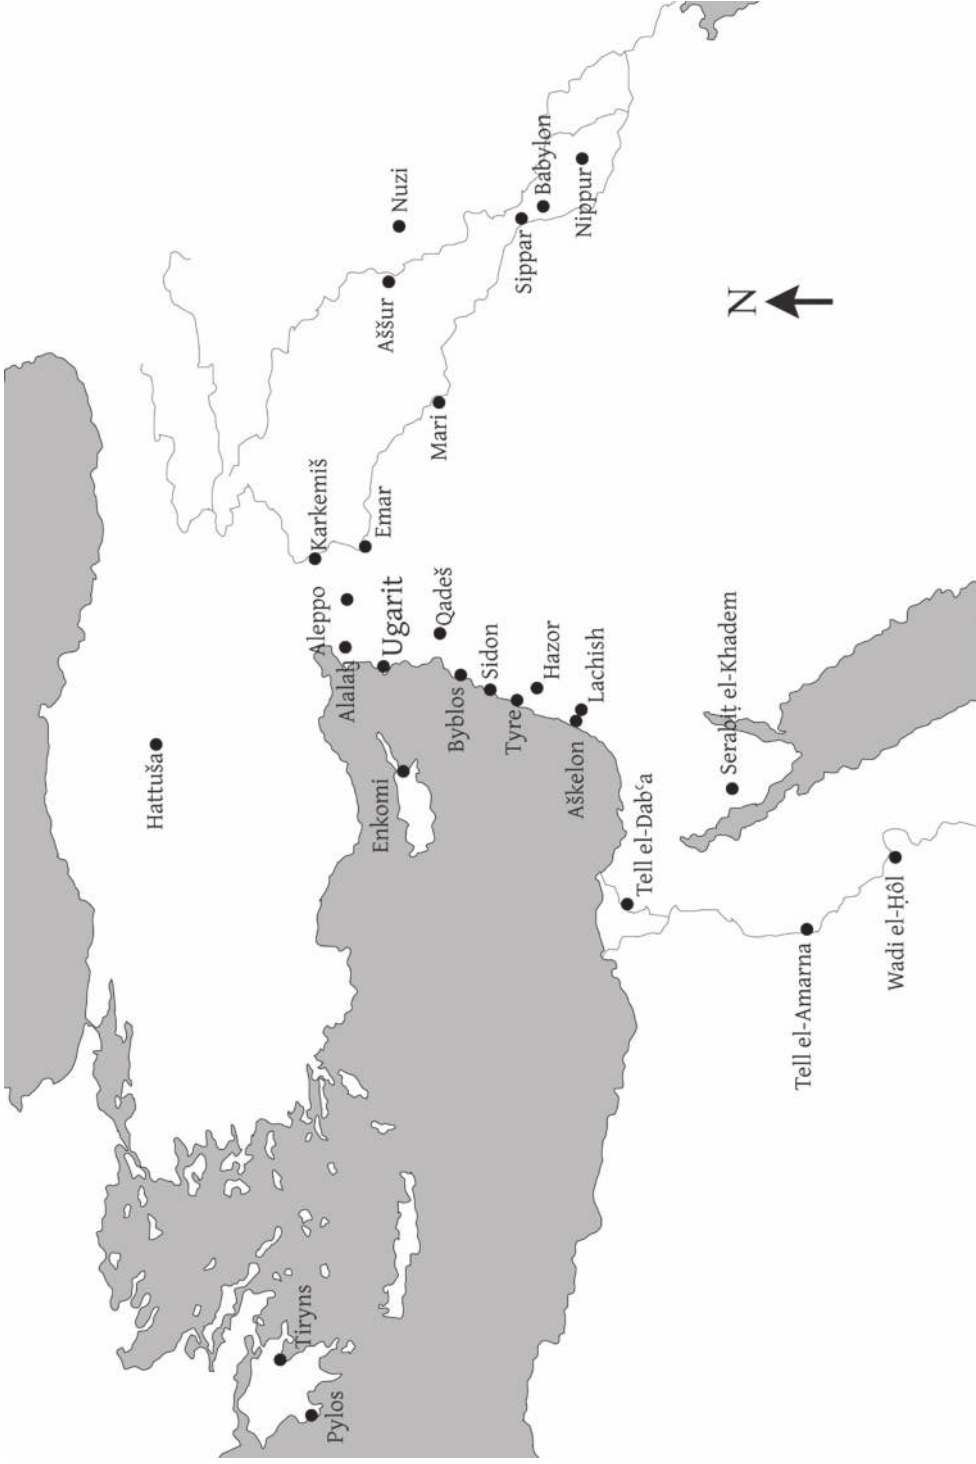 Hattuša
Karkemiš
Aleppo
Alalaḫ
Ugarit
Emar
Nuzi
Aššur
Mari
Sippar
Babylon
Nippur
Qadeš
Byblos
Sidon
Tyre
Hazor
Aškelon
Lachish
Enkomi
Tiryns
Pylos
Tell el-Dabʿa
Serabiṭ el-Khadem
Tell el-Amarna
Wadi el-Ḥôl
N